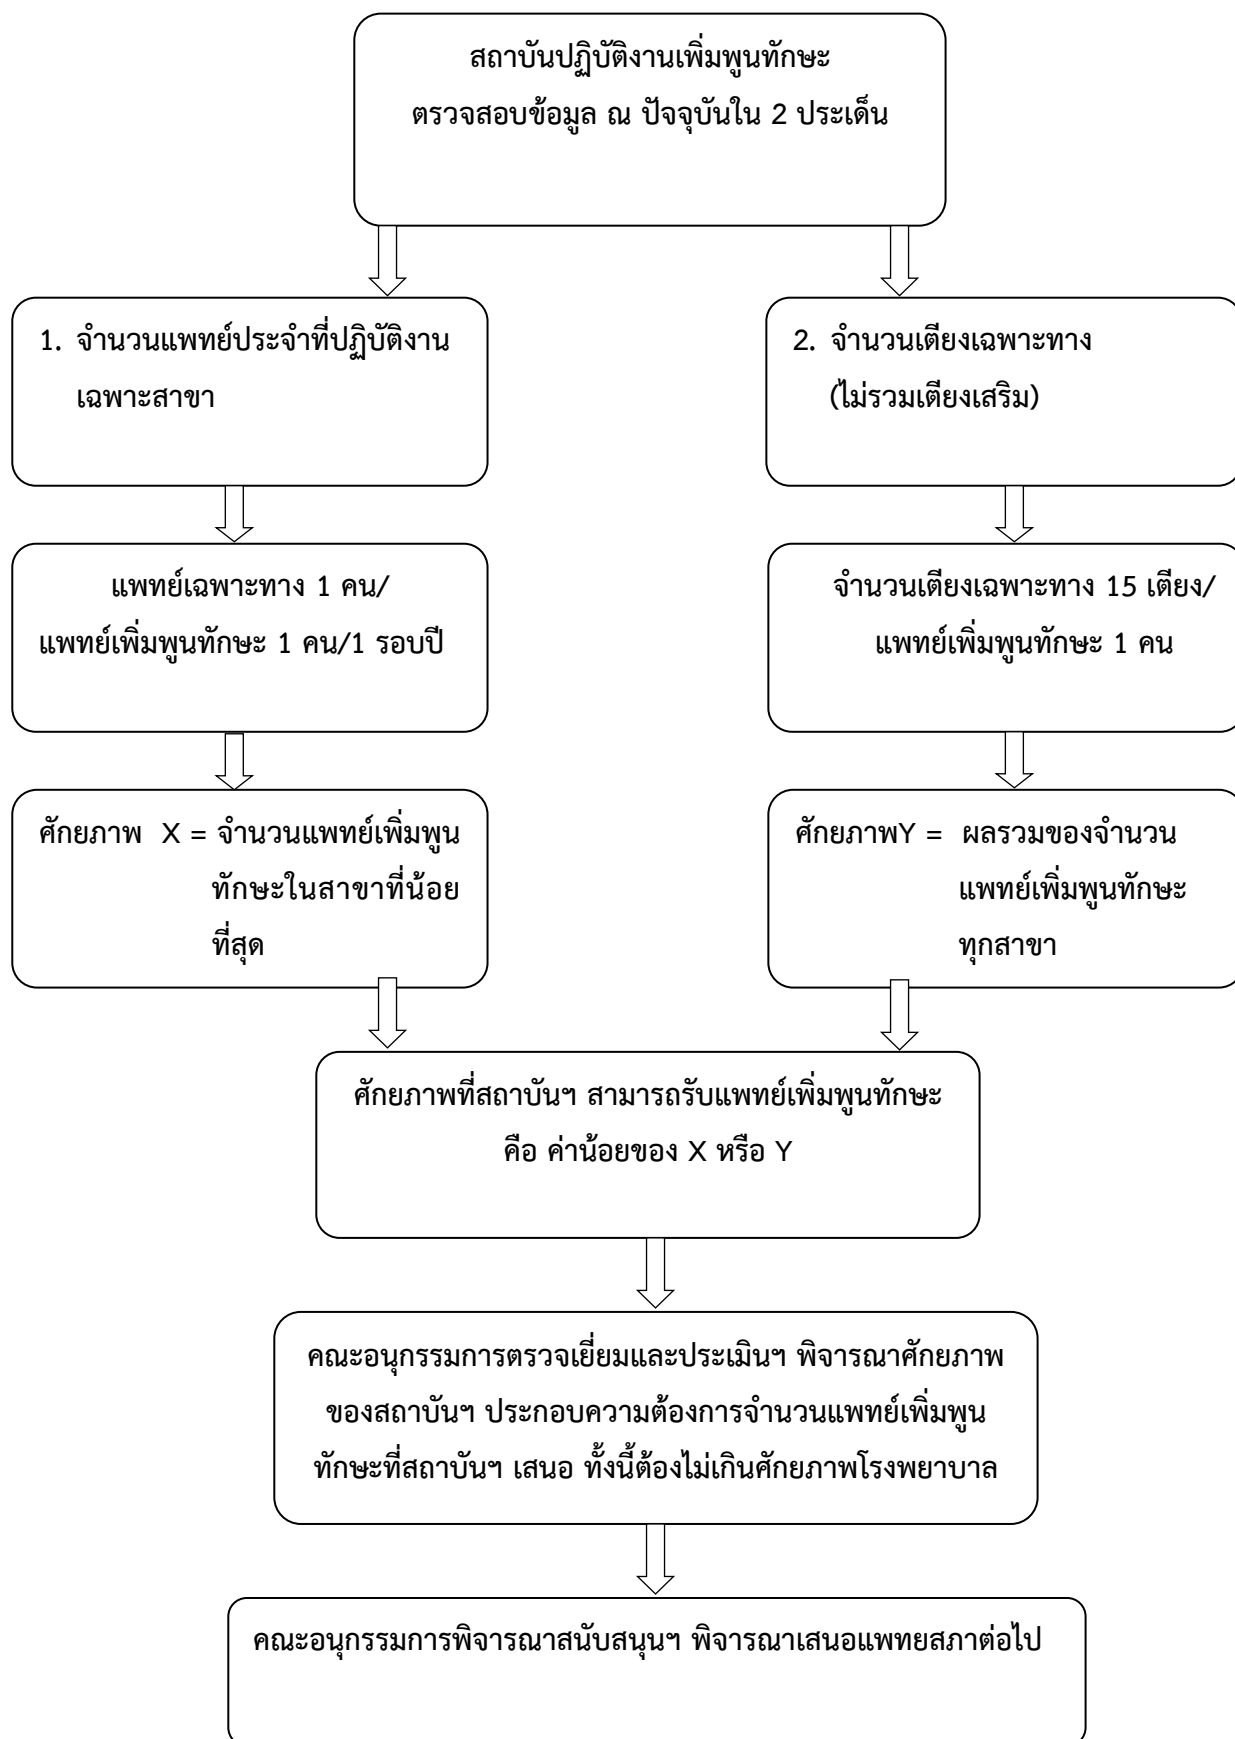 สถาบันปฏิบัติงานเพิ่มพูนทักษะ
ตรวจสอบข้อมูล ณ ปัจจุบันใน 2 ประเด็น
1. จำนวนแพทย์ประจำที่ปฏิบัติงาน
เฉพาะสาขา
2. จำนวนเตียงเฉพาะทาง
(ไม่รวมเตียงเสริม)
แพทย์เฉพาะทาง 1 คน/
แพทย์เพิ่มพูนทักษะ 1 คน/1 รอบปี
จำนวนเตียงเฉพาะทาง 15 เตียง/
แพทย์เพิ่มพูนทักษะ 1 คน
ศักยภาพ X = จำนวนแพทย์เพิ่มพูน
ทักษะในสาขาที่น้อย
ที่สุด
ศักยภาพY = ผลรวมของจำนวน
แพทย์เพิ่มพูนทักษะ
ทุกสาขา
ศักยภาพที่สถาบันฯ สามารถรับแพทย์เพิ่มพูนทักษะ
คือ ค่าน้อยของ X หรือ Y
คณะอนุกรรมการตรวจเยี่ยมและประเมินฯ พิจารณาศักยภาพ
ของสถาบันฯ ประกอบความต้องการจำนวนแพทย์เพิ่มพูน
ทักษะที่สถาบันฯ เสนอ ทั้งนี้ต้องไม่เกินศักยภาพโรงพยาบาล
คณะอนุกรรมการพิจารณาสนับสนุนฯ พิจารณาเสนอแพทยสภาต่อไป